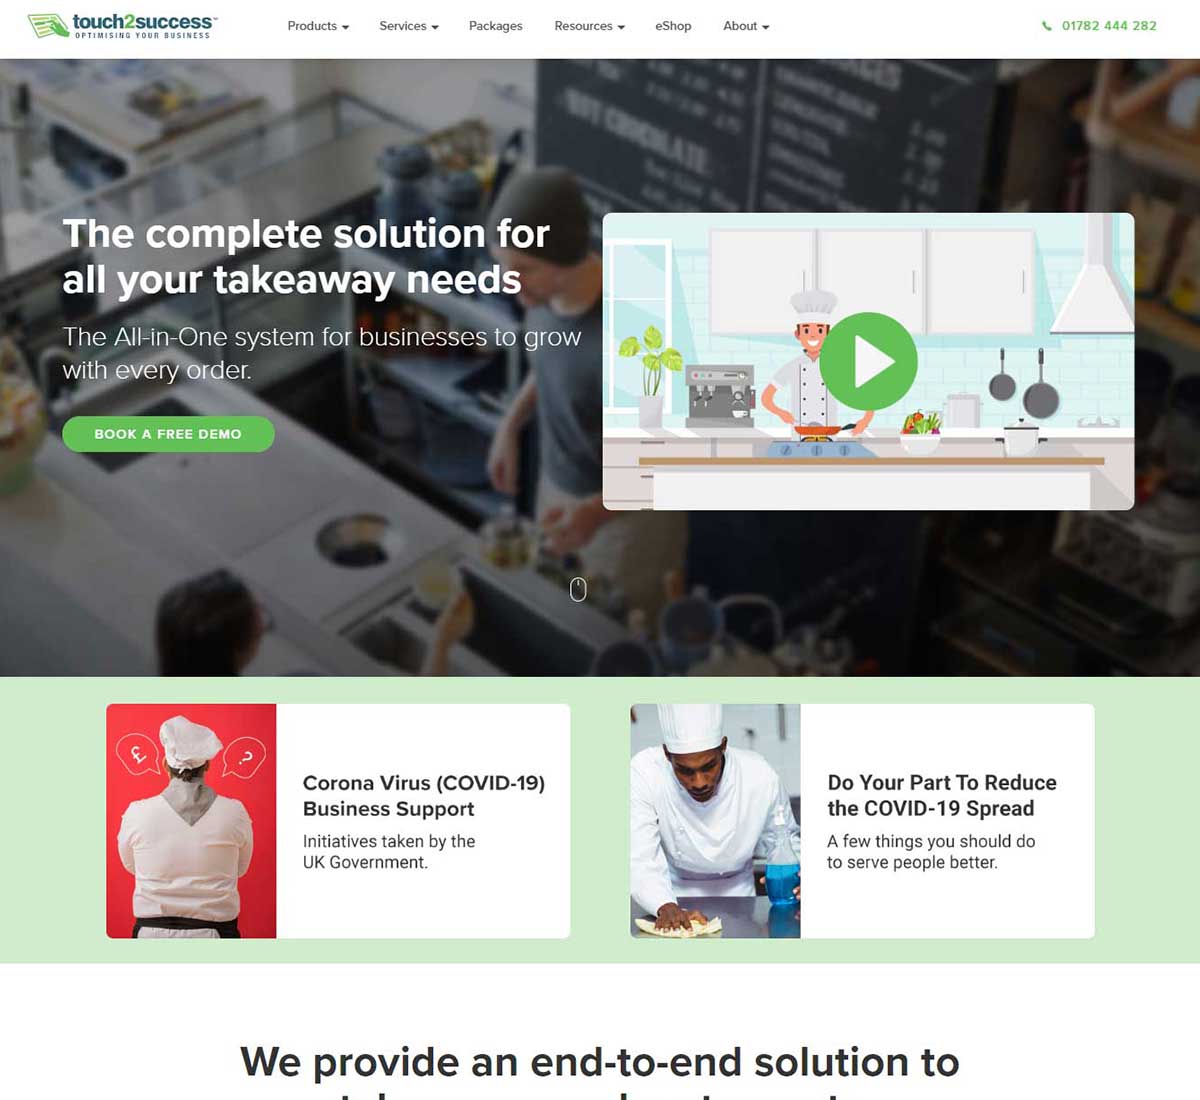 touch2success™
OPTIMISING YOUR BUSINESS
Products
Services
Packages
Resources
eShop
About
01782 444 282
HOT CHOCOLATE
The complete solution for
all your takeaway needs
The All-in-One system for businesses to grow
with every order.
BOOK A FREE DEMO
£
?
Corona Virus (COVID-19)
Business Support
Initiatives taken by the
UK Government.
Do Your Part To Reduce
the COVID-19 Spread
A few things you should do
to serve people better.
We provide an end-to-end solution to